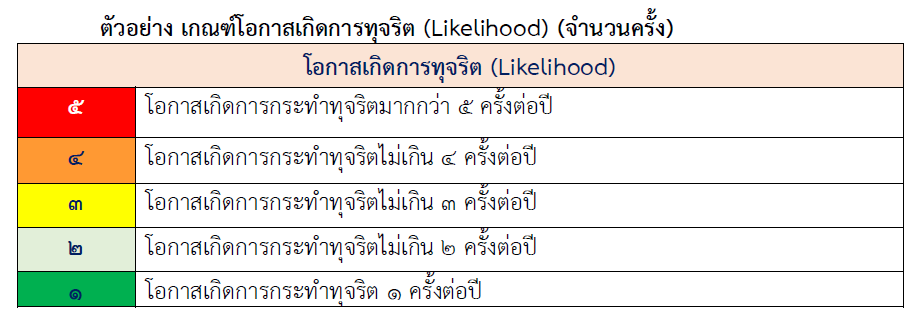 ตัวอย่าง เกณฑ์โอกาสเกิดการทุจริต (Likelihood) (จำนวนครั้ง)
โอกาสเกิดการทุจริต (Likelihood)
๕ โอกาสเกิดการกระทำทุจริตมากกว่า ๕ ครั้งต่อปี
๔ โอกาสเกิดการกระทำทุจริตไม่เกิน ๔ ครั้งต่อปี
๓ โอกาสเกิดการกระทำทุจริตไม่เกิน ๓ ครั้งต่อปี
๒ โอกาสเกิดการกระทำทุจริตไม่เกิน ๒ ครั้งต่อปี
๑ โอกาสเกิดการกระทำทุจริต ๑ ครั้งต่อปี